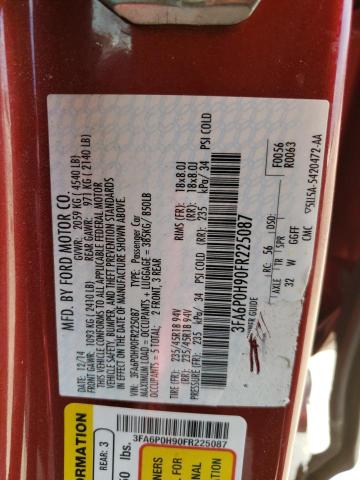 MFD. BY FORD MOTOR CO.
12/14 GVWR: 2059 KG ( 4540 LB)
FRONT GAWR: 1093 KG ( 2410 LB) REAR GAWR: 971 KG ( 2140 LB)
THIS VEHICLE CONFORMS TO ALL APPLICABLE FEDERAL MOTOR
VEHICLE SAFETY, BUMPER, AND THEFT PREVENTION STANDARDS
IN EFFECT ON THE DATE OF MANUFACTURE SHOWN ABOVE.
VIN: 3FA6P0H90FR225087 TYPE: Passenger Car
MAXIMUM LOAD = OCCUPANTS + LUGGAGE = 385KG/ 850LB
OCCUPANTS = 5 TOTAL: 2 FRONT, 3 REAR
TIRE (FR): 235/45R18 94V RIMS (FR): 18x8.0J
TIRE (RR): 235/45R18 94V (RR): 18x8.0J
PRESSURE (FR): 235 kPa/ 34 PSI COLD (RR): 235 kPa/ 34 PSI COLD
3FA6P0H90FR225087
F0056
R0063
RC: 56 DSO:
AXLE TR SPR
32 W GGFF
CMC
5U5A-5420472-AA
3FA6P0H90FR225087
REAR: 3
lbs.